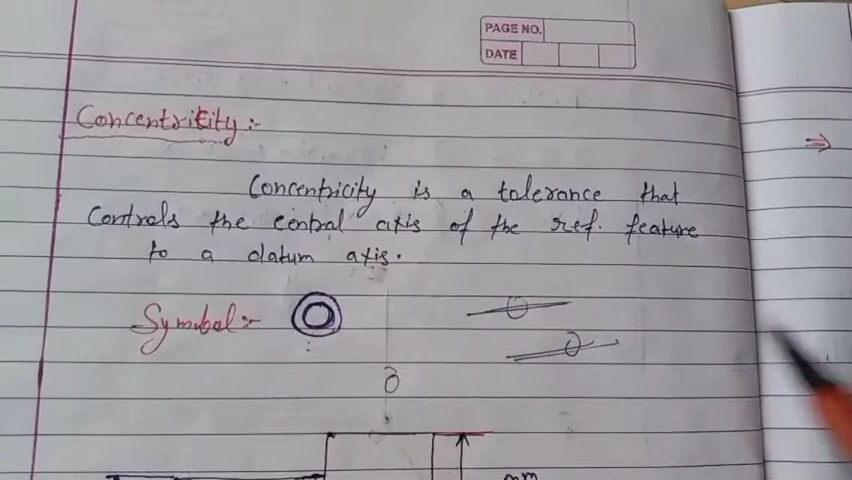 PAGE NO.
DATE
Concentricity :-
Concentricity is a tolerance that
Controls the central axis of the ref. feature
to a datum axis.
Symbol :-
mm